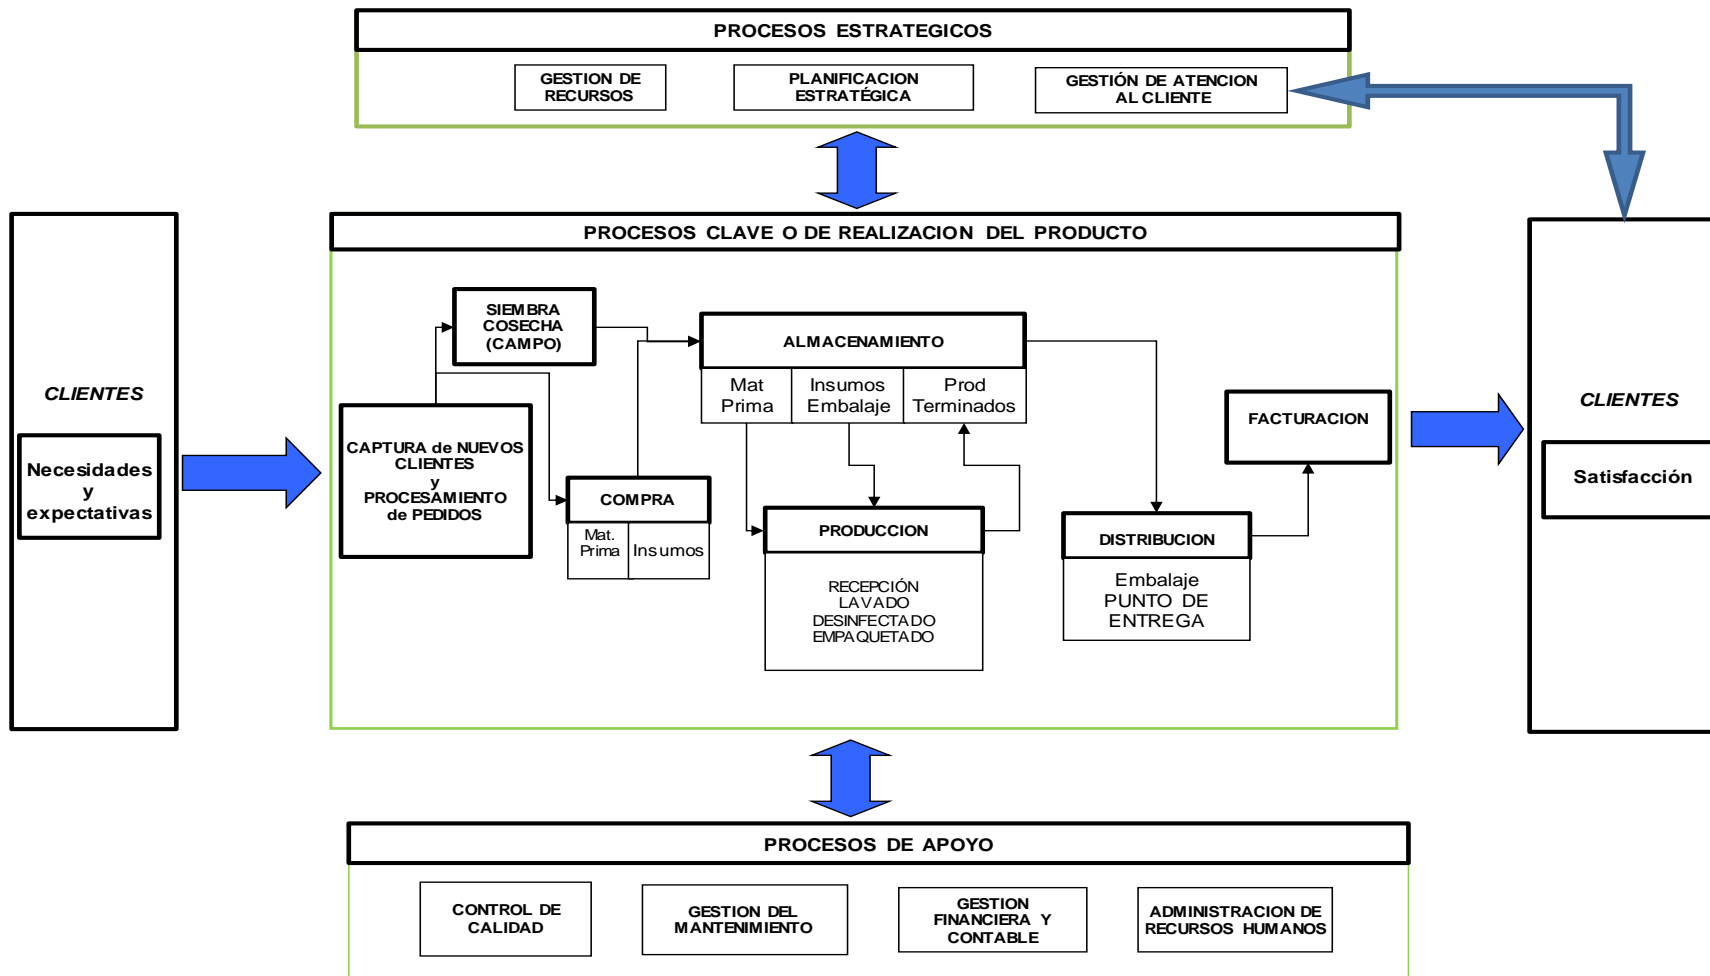 PROCESOS ESTRATEGICOS
GESTION DE
RECURSOS
PLANIFICACION
ESTRATÉGICA
GESTIÓN DE ATENCION
AL CLIENTE
CLIENTES
Necesidades
y
expectativas
PROCESOS CLAVE O DE REALIZACION DEL PRODUCTO
SIEMBRA
COSECHA
(CAMPO)
CAPTURA de NUEVOS
CLIENTES
y
PROCESAMIENTO
de PEDIDOS
COMPRA
Mat.
Prima
Insumos
ALMACENAMIENTO
Mat
Prima
Insumos
Embalaje
Prod
Terminados
PRODUCCION
RECEPCIÓN
LAVADO
DESINFECTADO
EMPAQUETADO
DISTRIBUCION
Embalaje
PUNTO DE
ENTREGA
FACTURACION
CLIENTES
Satisfacción
PROCESOS DE APOYO
CONTROL DE
CALIDAD
GESTION DEL
MANTENIMIENTO
GESTION
FINANCIERA Y
CONTABLE
ADMINISTRACION DE
RECURSOS HUMANOS